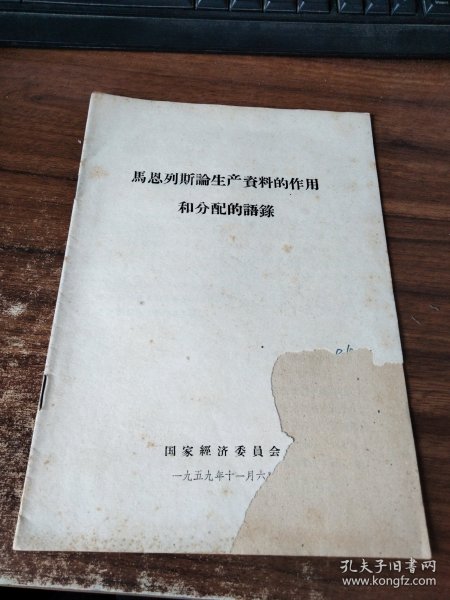 馬恩列斯論生产資料的作用
和分配的語錄
国家經济委員会
一九五九年十一月六
孔夫子旧书网
www.kongfz.com